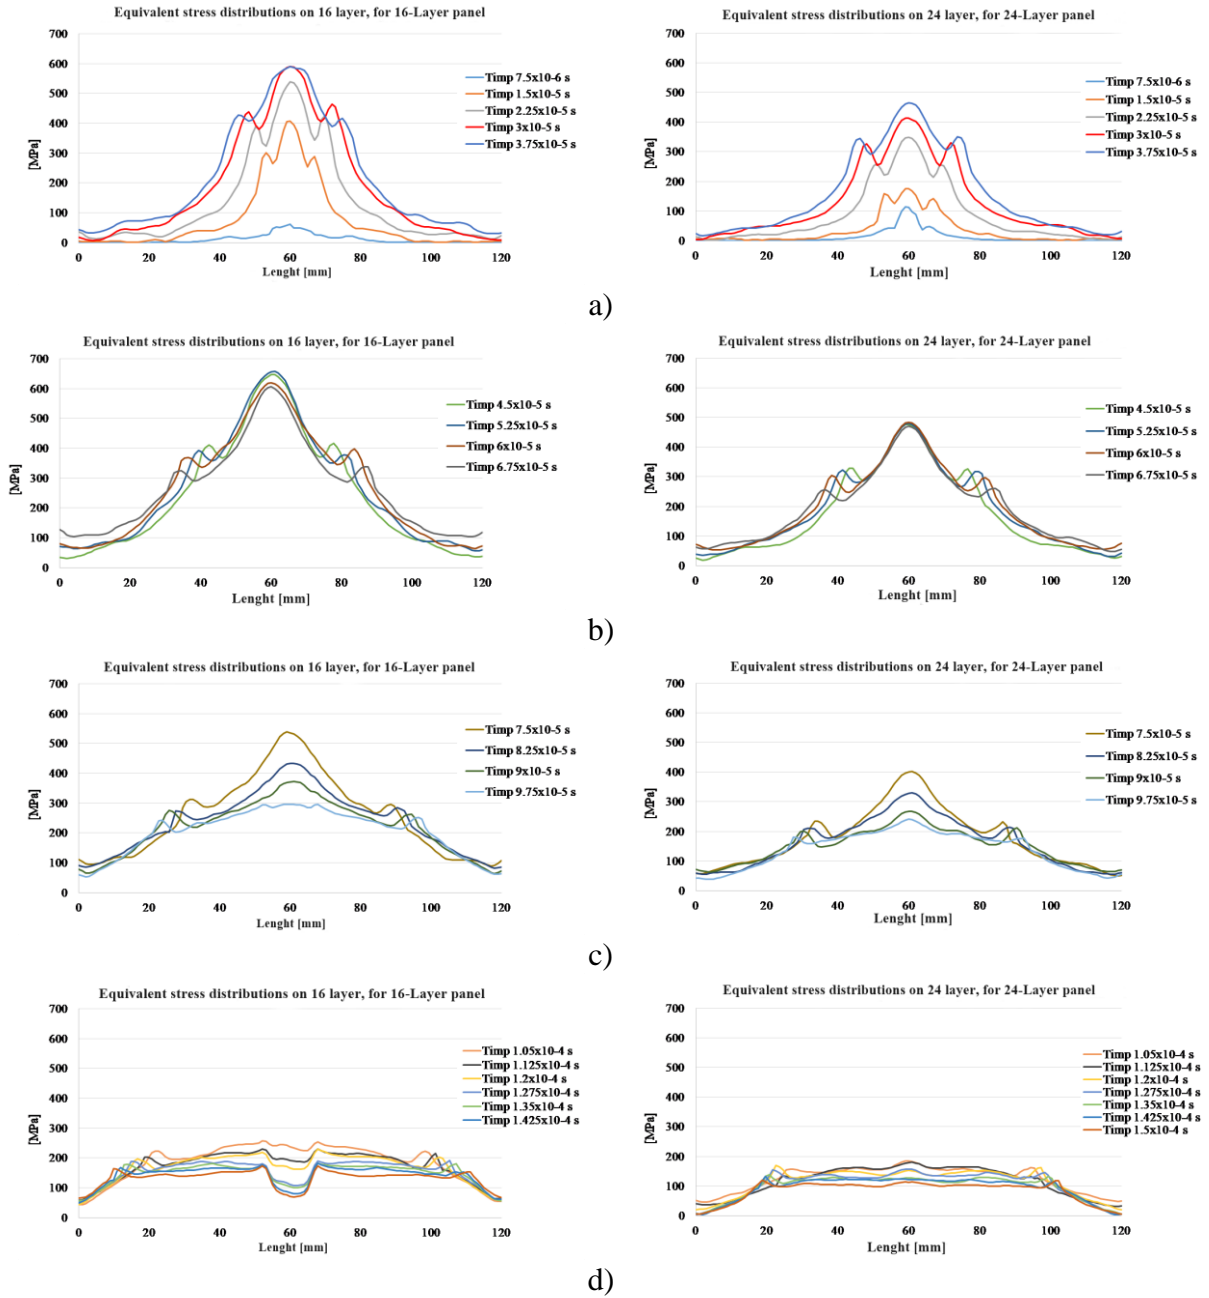 Equivalent stress distributions on 16 layer, for 16-Layer panel
700
600
500
400
300
200
100
0
[MPa]
0 20 40 60 80 100 120
Lenght [mm]
Timp 7.5x10-6 s
Timp 1.5x10-5 s
Timp 2.25x10-5 s
Timp 3x10-5 s
Timp 3.75x10-5 s
Equivalent stress distributions on 24 layer, for 24-Layer panel
700
600
500
400
300
200
100
0
[MPa]
0 20 40 60 80 100 120
Lenght [mm]
Timp 7.5x10-6 s
Timp 1.5x10-5 s
Timp 2.25x10-5 s
Timp 3x10-5 s
Timp 3.75x10-5 s
a)
Equivalent stress distributions on 16 layer, for 16-Layer panel
700
600
500
400
300
200
100
0
[MPa]
0 20 40 60 80 100 120
Lenght [mm]
Timp 4.5x10-5 s
Timp 5.25x10-5 s
Timp 6x10-5 s
Timp 6.75x10-5 s
Equivalent stress distributions on 24 layer, for 24-Layer panel
700
600
500
400
300
200
100
0
[MPa]
0 20 40 60 80 100 120
Lenght [mm]
Timp 4.5x10-5 s
Timp 5.25x10-5 s
Timp 6x10-5 s
Timp 6.75x10-5 s
b)
Equivalent stress distributions on 16 layer, for 16-Layer panel
700
600
500
400
300
200
100
0
[MPa]
0 20 40 60 80 100 120
Lenght [mm]
Timp 7.5x10-5 s
Timp 8.25x10-5 s
Timp 9x10-5 s
Timp 9.75x10-5 s
Equivalent stress distributions on 24 layer, for 24-Layer panel
700
600
500
400
300
200
100
0
[MPa]
0 20 40 60 80 100 120
Lenght [mm]
Timp 7.5x10-5 s
Timp 8.25x10-5 s
Timp 9x10-5 s
Timp 9.75x10-5 s
c)
Equivalent stress distributions on 16 layer, for 16-Layer panel
700
600
500
400
300
200
100
0
[MPa]
0 20 40 60 80 100 120
Lenght [mm]
Timp 1.05x10-4 s
Timp 1.125x10-4 s
Timp 1.2x10-4 s
Timp 1.275x10-4 s
Timp 1.35x10-4 s
Timp 1.425x10-4 s
Equivalent stress distributions on 24 layer, for 24-Layer panel
700
600
500
400
300
200
100
0
[MPa]
0 20 40 60 80 100 120
Lenght [mm]
Timp 1.05x10-4 s
Timp 1.125x10-4 s
Timp 1.2x10-4 s
Timp 1.275x10-4 s
Timp 1.35x10-4 s
Timp 1.425x10-4 s
Timp 1.5x10-4 s
d)